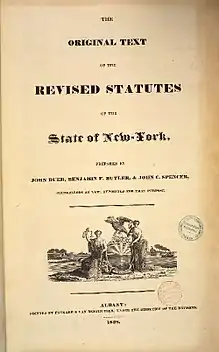 THE
ORIGINAL TEXT
OF THE
REVISED STATUTES
OF THE
State of New-York,
PREPARED BY
JOHN DUER, BENJAMIN F. BUTLER, & JOHN C. SPENCER,
ALBANY:
1828.